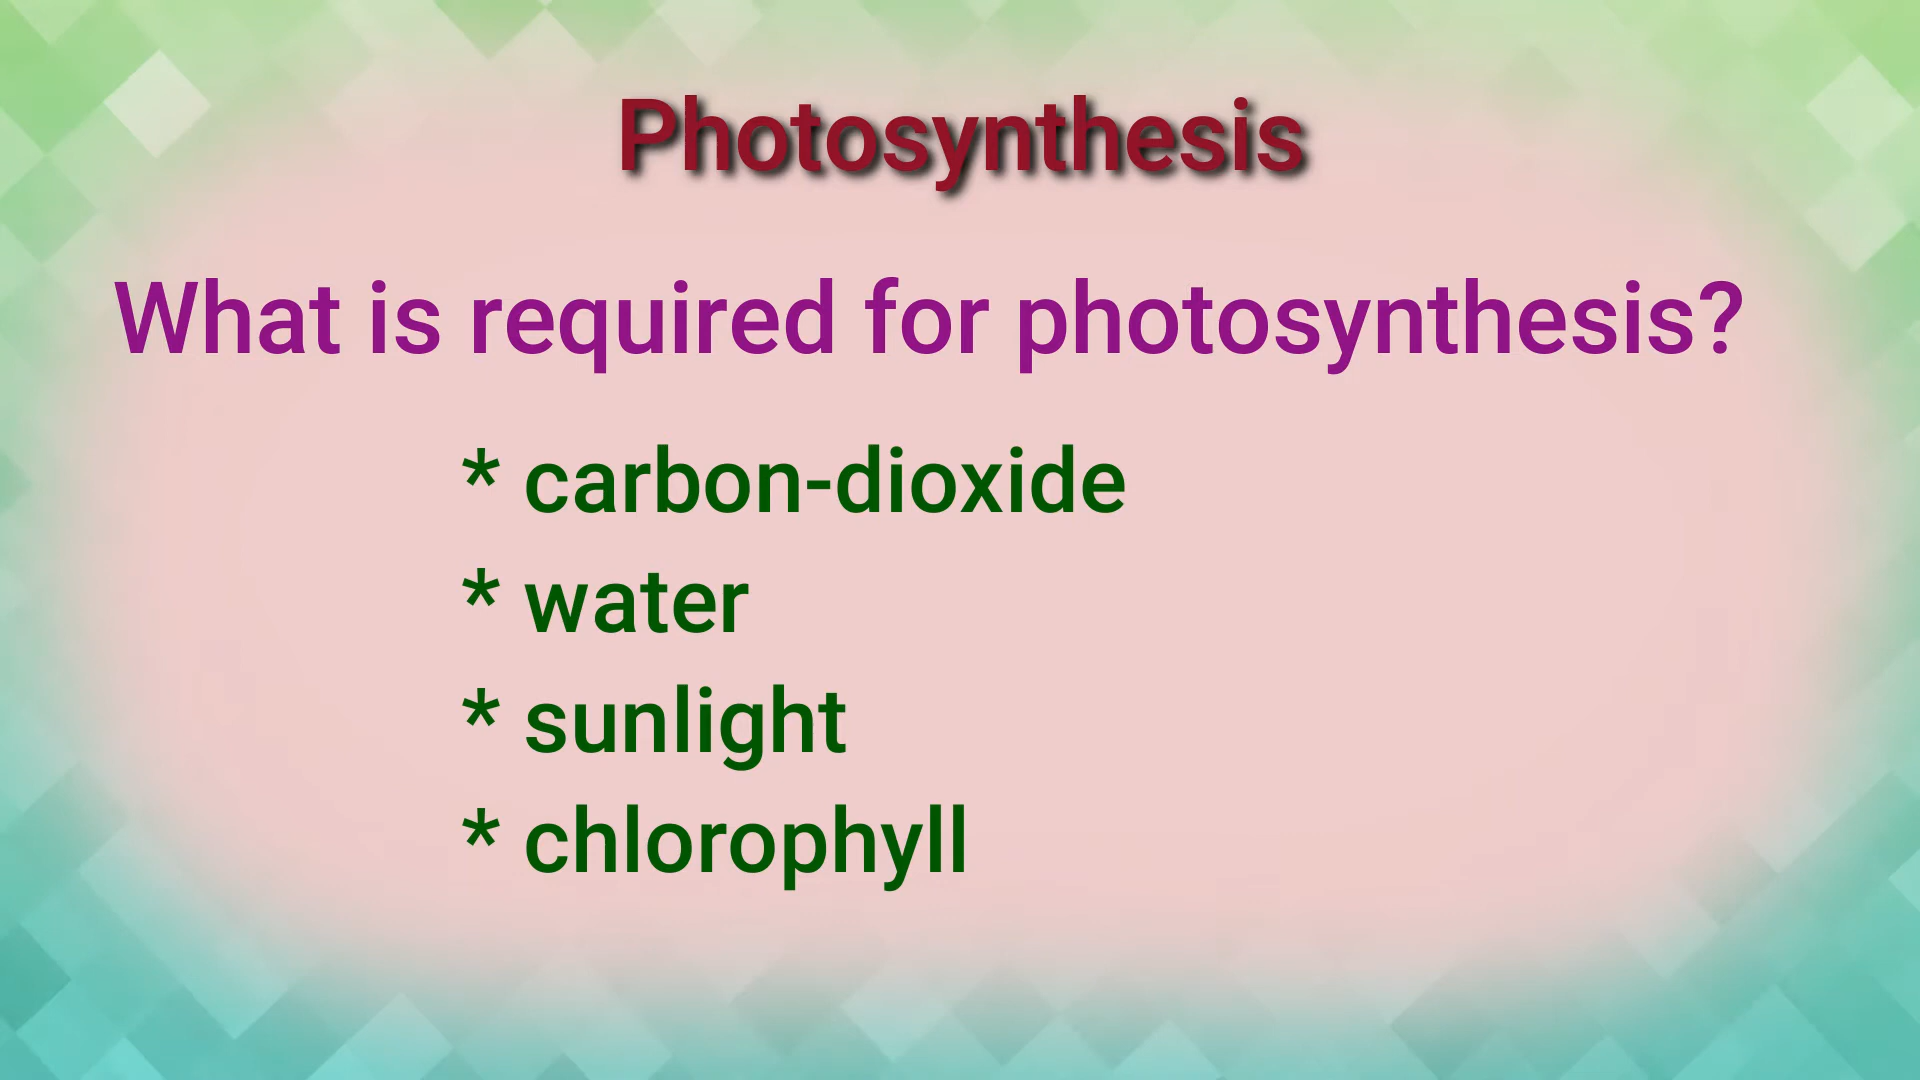 Photosynthesis
What is required for photosynthesis?
* carbon-dioxide
* water
* sunlight
* chlorophyll